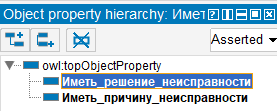 Object property hierarchy: Имет
Asserted
owl:topObjectProperty
Иметь_решение_неисправности
Иметь_причину_неисправности